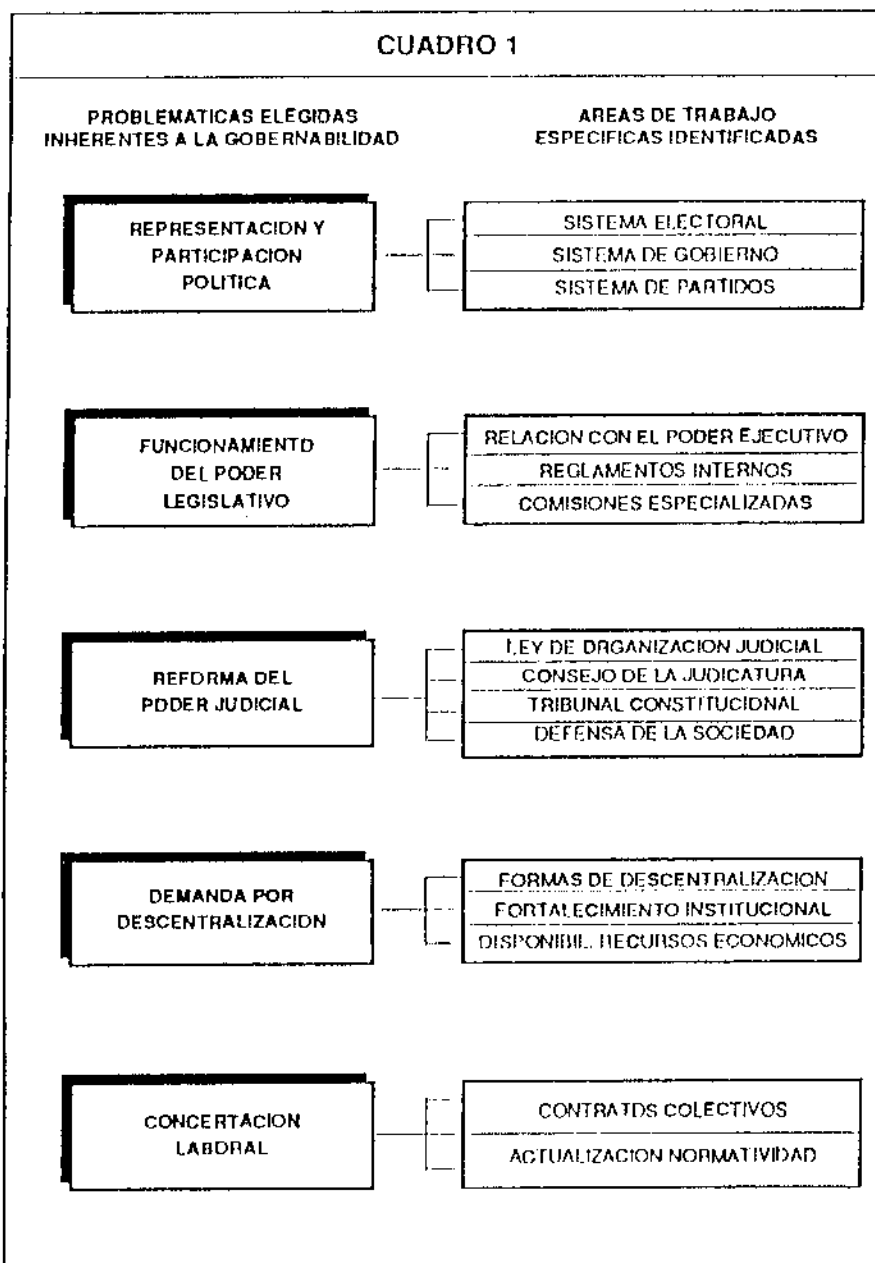 CUADRO 1
PROBLEMATICAS ELEGIDAS
INHERENTES A LA GOBERNABILIDAD
AREAS DE TRABAJO
ESPECIFICAS IDENTIFICADAS
REPRESENTACION Y
PARTICIPACION
POLITICA
SISTEMA ELECTORAL
SISTEMA DE GOBIERNO
SISTEMA DE PARTIDOS
FUNCIONAMIENTO
DEL PODER
LEGISLATIVO
RELACION CON EL PODER EJECUTIVO
REGLAMENTOS INTERNOS
COMISIONES ESPECIALIZADAS
REFORMA DEL
PODER JUDICIAL
LEY DE ORGANIZACION JUDICIAL
CONSEJO DE LA JUDICATURA
TRIBUNAL CONSTITUCIONAL
DEFENSA DE LA SOCIEDAD
DEMANDA POR
DESCENTRALIZACION
FORMAS DE DESCENTRALIZACION
FORTALECIMIENTO INSTITUCIONAL
DISPONIBIL. RECURSOS ECONOMICOS
CONCERTACION
LABORAL
CONTRATOS COLECTIVOS
ACTUALIZACION NORMATIVIDAD